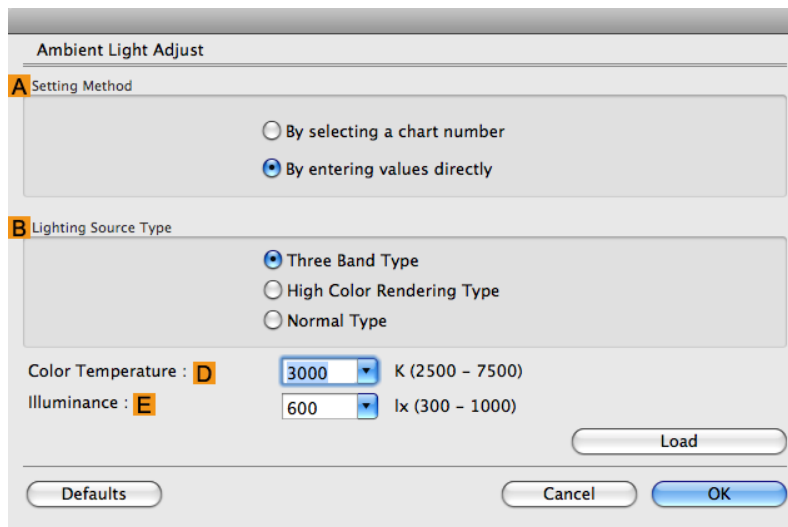 Ambient Light Adjust
A Setting Method
By selecting a chart number
By entering values directly
B Lighting Source Type
Three Band Type
High Color Rendering Type
Normal Type
Color Temperature : D 3000 K (2500 – 7500)
Illuminance : E 600 lx (300 – 1000)
Load
Defaults Cancel OK